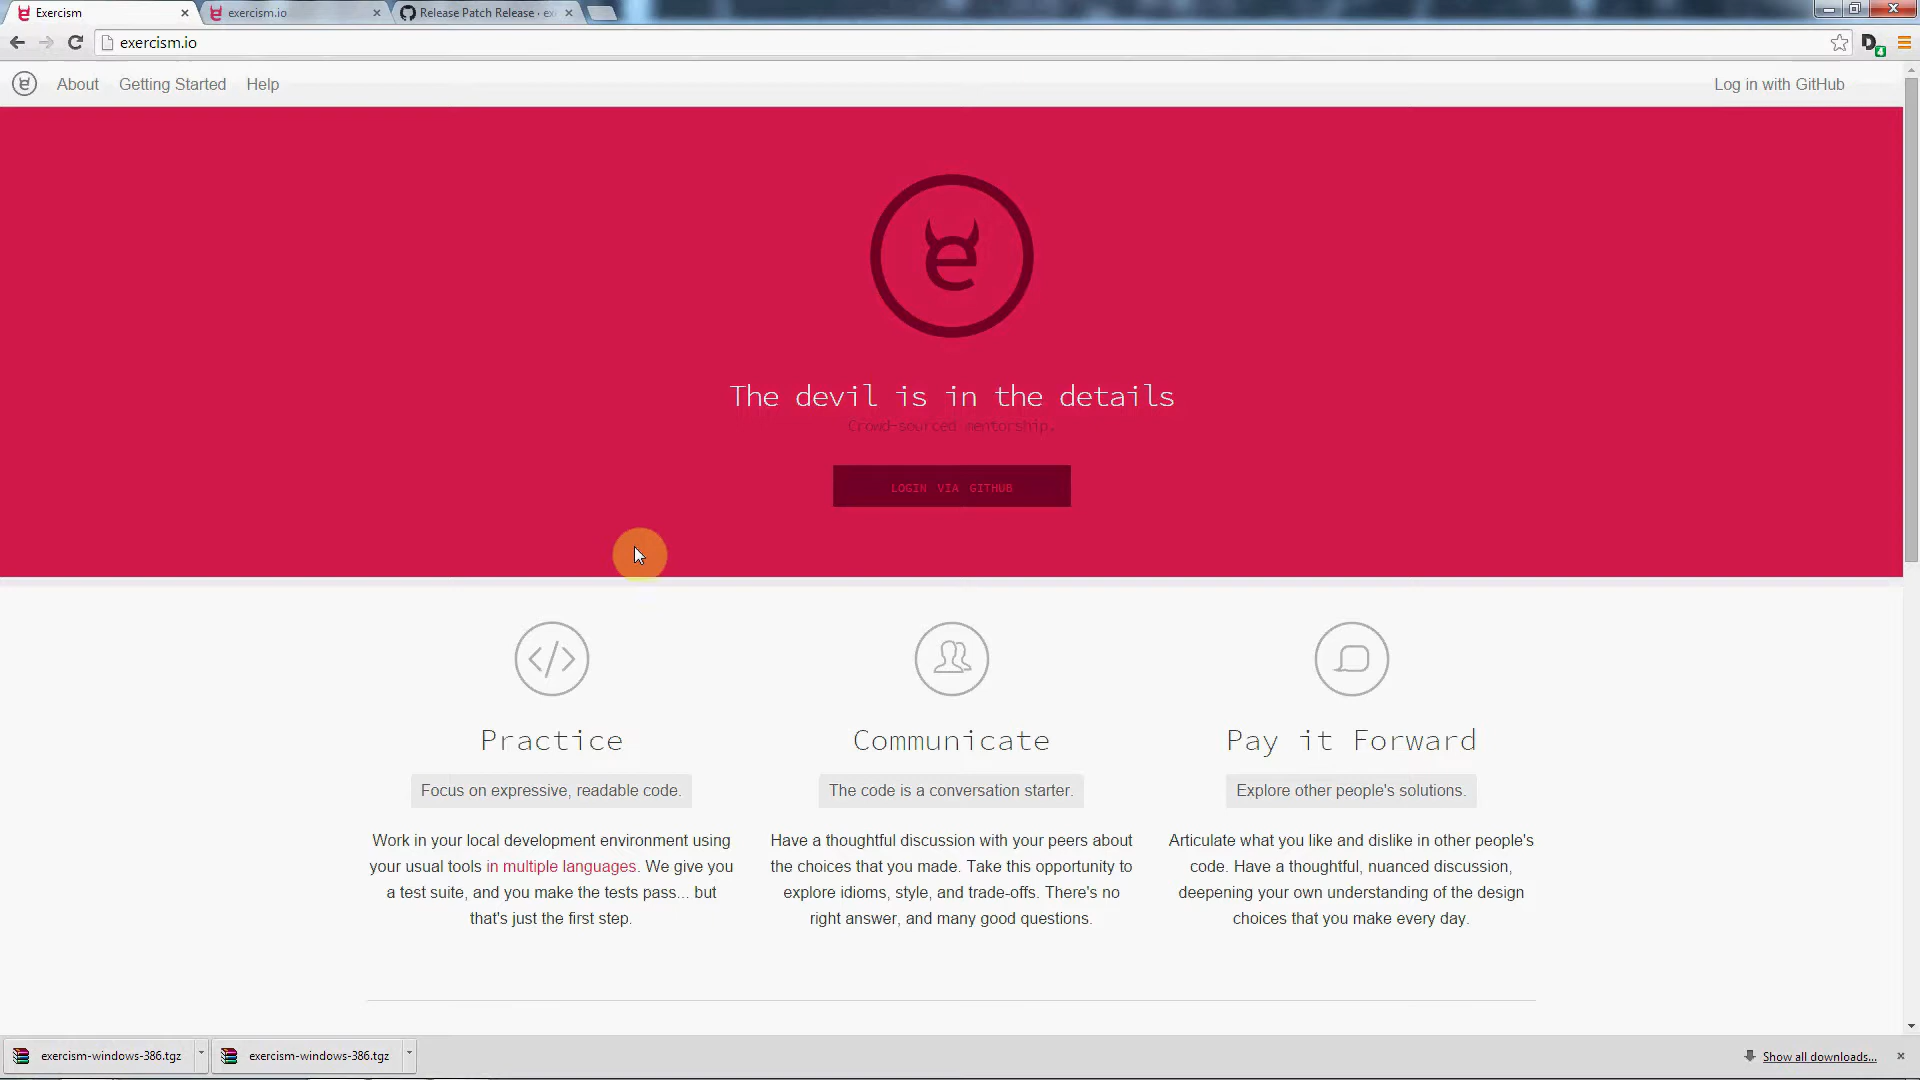 Exercism
exercism.io
Release Patch Release · ex
exercism.io
About
Getting Started
Help
Log in with GitHub
The devil is in the details
Crowd-sourced mentorship.
LOGIN VIA GITHUB
Practice
Focus on expressive, readable code.
Work in your local development environment using
your usual tools in multiple languages. We give you
a test suite, and you make the tests pass... but
that's just the first step.
Communicate
The code is a conversation starter.
Have a thoughtful discussion with your peers about
the choices that you made. Take this opportunity to
explore idioms, style, and trade-offs. There's no
right answer, and many good questions.
Pay it Forward
Explore other people's solutions.
Articulate what you like and dislike in other people's
code. Have a thoughtful, nuanced discussion,
deepening your own understanding of the design
choices that you make every day.
exercism-windows-386.tgz
exercism-windows-386.tgz
Show all downloads...